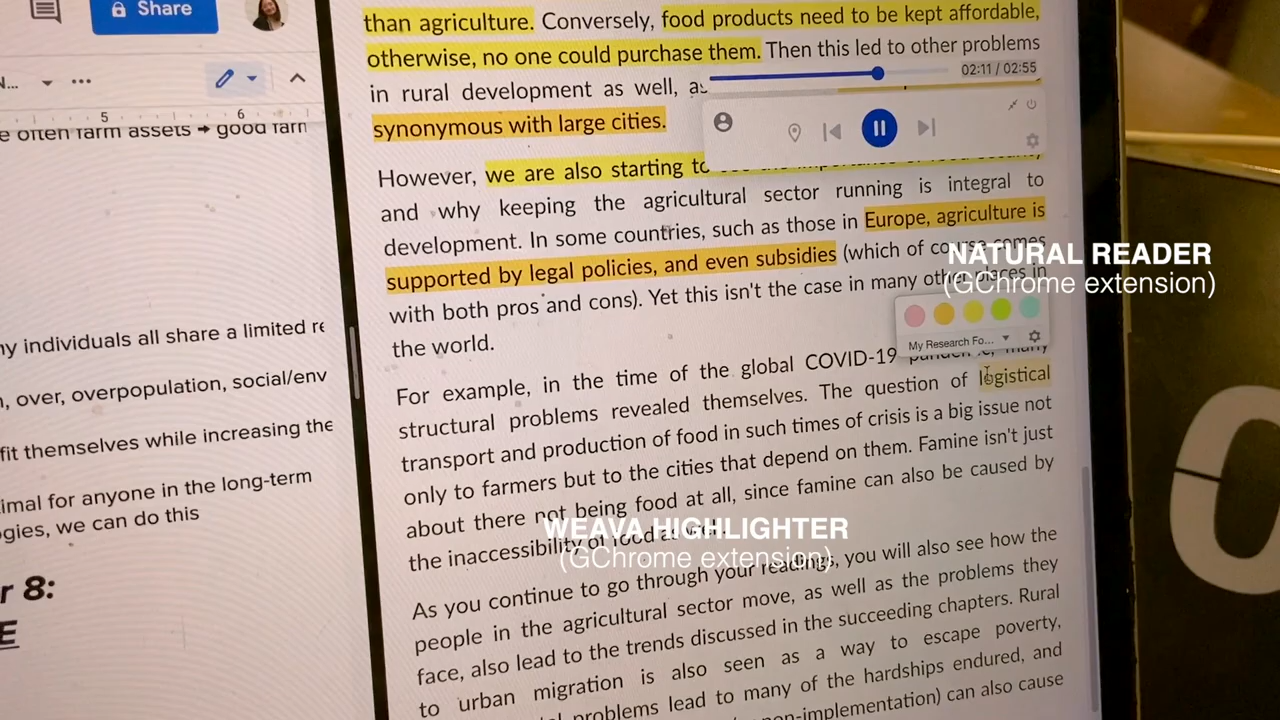 Share
N...
5 6
e often farm assets → good farm
ny individuals all share a limited re
n, over, overpopulation, social/env
fit themselves while increasing the
imal for anyone in the long-term
ogies, we can do this
r 8:
E
than agriculture. Conversely, food products need to be kept affordable,
otherwise, no one could purchase them. Then this led to other problems
in rural development as well, as
synonymous with large cities.
02:11 / 02:55
However, we are also starting to
and why keeping the agricultural sector running is integral to
development. In some countries, such as those in Europe, agriculture is
supported by legal policies, and even subsidies (which of course comes
with both pros and cons). Yet this isn't the case in many other places in
the world.
NATURAL READER
(GChrome extension)
My Research Fo...
For example, in the time of the global COVID-19 many
structural problems revealed themselves. The question of logistical
transport and production of food in such times of crisis is a big issue not
only to farmers but to the cities that depend on them. Famine isn't just
about there not being food at all, since famine can also be caused by
the inaccessibility of food as
WEAVA HIGHLIGHTER
(GChrome extension)
As you continue to go through your readings, you will also see how the
people in the agricultural sector move, as well as the problems they
face, also lead to the trends discussed in the succeeding chapters. Rural
to urban migration is also seen as a way to escape poverty,
problems lead to many of the hardships endured, and
non-implementation) can also cause